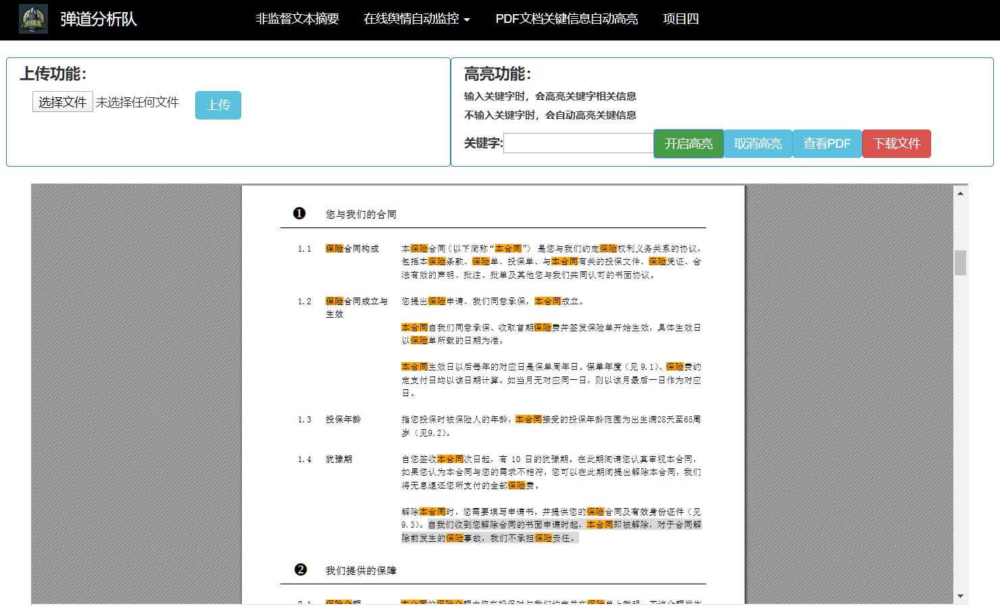 弹道分析队
非监督文本摘要
在线舆情自动监控
PDF文档关键信息自动高亮
项目四
上传功能：
选择文件 未选择任何文件
上传
高亮功能：
输入关键字时，会高亮关键字相关信息
不输入关键字时，会自动高亮关键信息
关键字:
开启高亮
取消高亮
查看PDF
下载文件
❶ 您与我们的合同
1.1 保险合同构成 本保险合同（以下简称“本合同”）是您与我们约定保险权利义务关系的协议，
包括本保险条款、保险单、投保单、与本合同有关的投保文件、保险凭证、合
法有效的声明、批注、批单及其他您与我们共同认可的书面协议。
1.2 保险合同成立与 您提出保险申请、我们同意承保，本合同成立。
生效
本合同自我们同意承保、收取首期保险费并签发保险单开始生效，具体生效日
以保险单所载的日期为准。
本合同生效日以后每年的对应日是保单周年日。保单年度（见 9.1）、保险费约
定支付日均以该日期计算。如当月无对应同一日，则以该月最后一日作为对应
日。
1.3 投保年龄 指您投保时被保险人的年龄，本合同接受的投保年龄范围为出生满28天至65周
岁（见9.2）。
1.4 犹豫期 自您签收本合同次日起，有 10 日的犹豫期。在此期间请您认真审视本合同，
如果您认为本合同与您的需求不相符，您可以在此期间提出解除本合同，我们
将无息退还您所支付的全部保险费。
解除本合同时，您需要填写申请书，并提供您的保险合同及有效身份证件（见
9.3）。自我们收到您解除合同的书面申请时起，本合同即被解除，对于合同解
除前发生的保险事故，我们不承担保险责任。
❷ 我们提供的保障